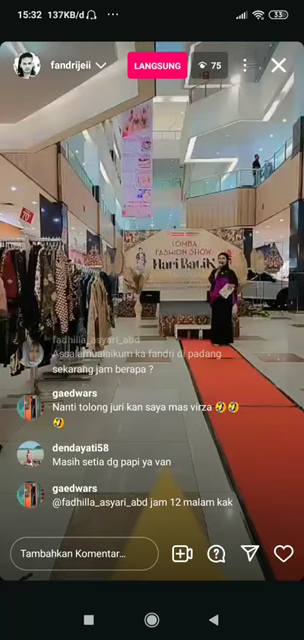 15:32 137KB/d
33
fandrijeii
LANGSUNG
75
LOMBA
FASHION SHOW
Hari Batik
fadhilla_asyari_abd
Assalamualaikum ka fandri di padang
sekarang jam berapa ?
gaedwars
Nanti tolong juri kan saya mas virza 🤣🤣
🤣
dendayati58
Masih setia dg papi ya van
gaedwars
@fadhilla_asyari_abd jam 12 malam kak
Tambahkan Komentar...